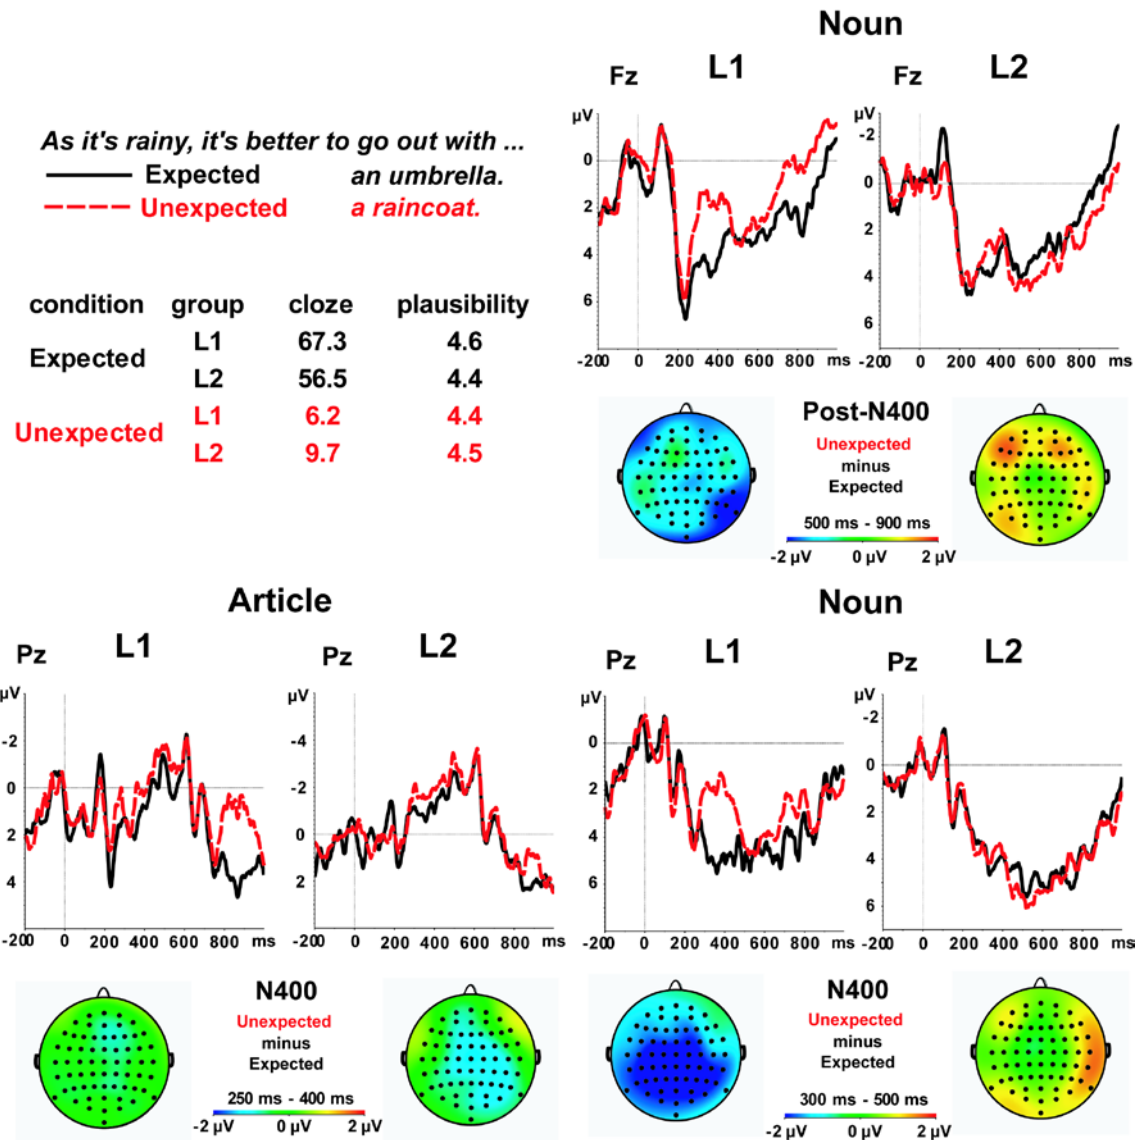 Noun
Fz
L1
Fz
L2
As it's rainy, it's better to go out with ...
Expected
an umbrella.
Unexpected
a raincoat.
µV
0
2
4
6
-200
0
200
400
600
800
ms
µV
-2
0
2
4
6
-200
0
200
400
600
800
ms
condition group cloze plausibility
Expected
L1 67.3 4.6
L2 56.5 4.4
Unexpected
L1 6.2 4.4
L2 9.7 4.5
Post-N400
Unexpected
minus
Expected
500 ms - 900 ms
-2 µV 0 µV 2 µV
Article
Pz
L1
Pz
L2
µV
-2
0
2
4
-200
0
200
400
600
ms
-4
-2
0
2
-200
0
200
400
600
800
ms
N400
Unexpected
minus
Expected
250 ms - 400 ms
-2 µV 0 µV 2 µV
Noun
Pz
L1
Pz
L2
µV
0
2
4
6
-200
0
200
400
600
800
ms
µV
-2
0
2
4
6
-200
0
200
400
600
800
ms
N400
Unexpected
minus
Expected
300 ms - 500 ms
-2 µV 0 µV 2 µV